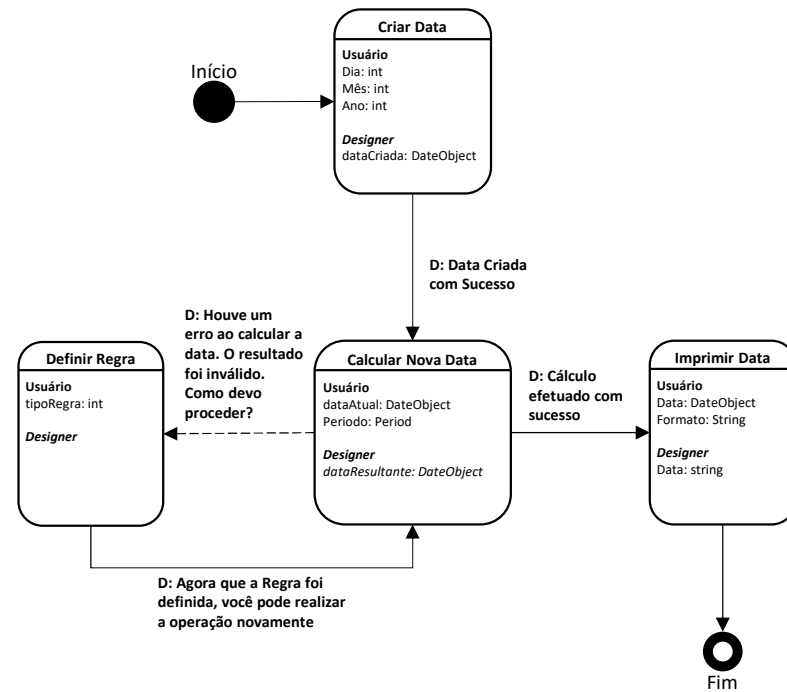 Criar Data
Usuário
Dia: int
Mês: int
Ano: int
Designer
dataCriada: DateObject
Início
D: Data Criada
com Sucesso
D: Houve um
erro ao calcular a
data. O resultado
foi inválido.
Como devo
proceder?
Definir Regra
Usuário
tipoRegra: int
Designer
Calcular Nova Data
Usuário
dataAtual: DateObject
Periodo: Period
Designer
dataResultante: DateObject
D: Cálculo
efetuado com
sucesso
Imprimir Data
Usuário
Data: DateObject
Formato: String
Designer
Data: string
D: Agora que a Regra foi
definida, você pode realizar
a operação novamente
Fim